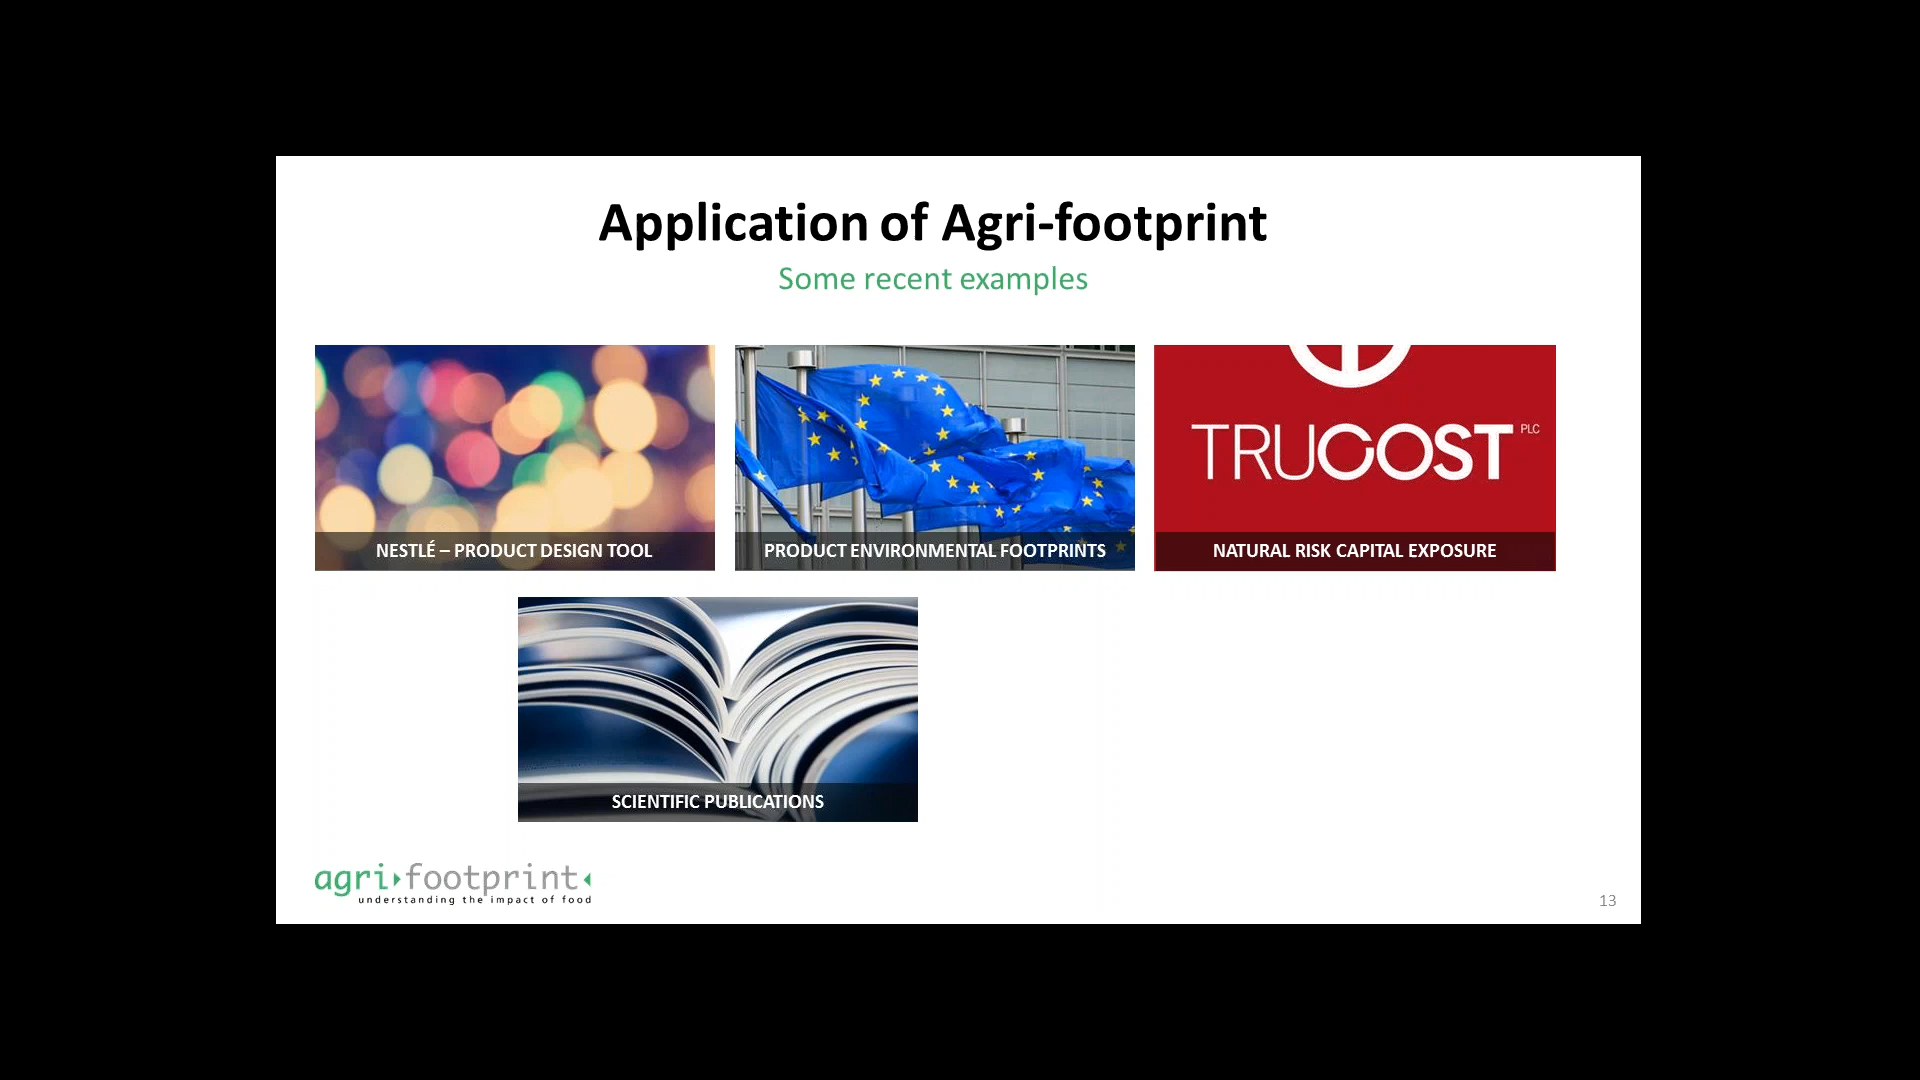 Application of Agri-footprint
Some recent examples
TRUCOST PLC
NESTLÉ – PRODUCT DESIGN TOOL
PRODUCT ENVIRONMENTAL FOOTPRINTS
NATURAL RISK CAPITAL EXPOSURE
SCIENTIFIC PUBLICATIONS
agri footprint
understanding the impact of food
13